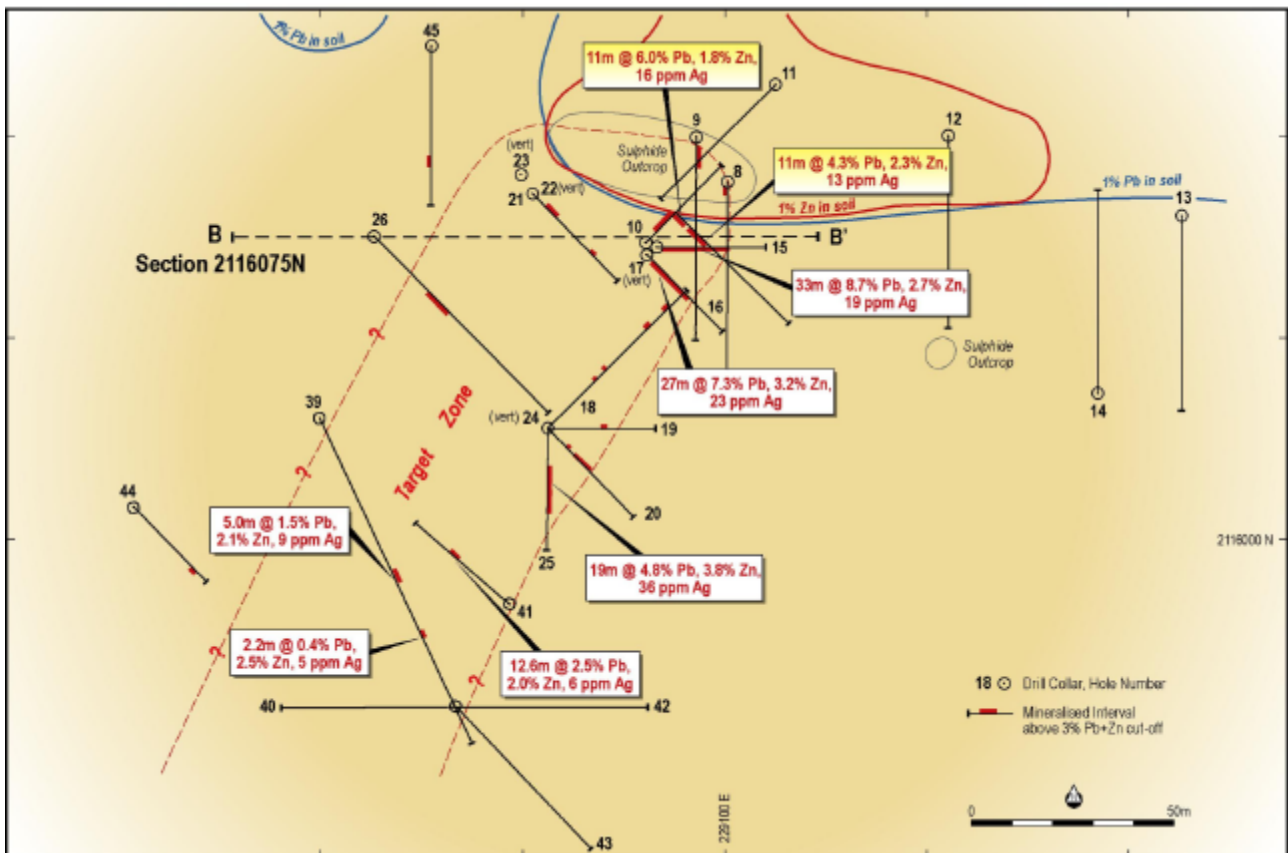 45
1% Pb in soil
11m @ 6.0% Pb, 1.8% Zn,
16 ppm Ag
11
9
12
(vert)
23
Sulphide
Outcrop
8
11m @ 4.3% Pb, 2.3% Zn,
13 ppm Ag
1% Pb in soil
13
22(vert)
21
1% Zn in soil
26
B
10
15
B'
Section 2116075N
17
(vert)
33m @ 8.7% Pb, 2.7% Zn,
19 ppm Ag
16
?
Sulphide
Outcrop
27m @ 7.3% Pb, 3.2% Zn,
23 ppm Ag
14
39
Target Zone
18
(vert) 24
19
?
44
5.0m @ 1.5% Pb,
2.1% Zn, 9 ppm Ag
20
2116000 N
25
19m @ 4.8% Pb, 3.8% Zn,
36 ppm Ag
41
2.2m @ 0.4% Pb,
2.5% Zn, 5 ppm Ag
?
12.6m @ 2.5% Pb,
2.0% Zn, 6 ppm Ag
?
18 Drill Collar, Hole Number
40
42
Mineralised Interval
above 3% Pb+Zn cut-off
229100 E
0
50m
43